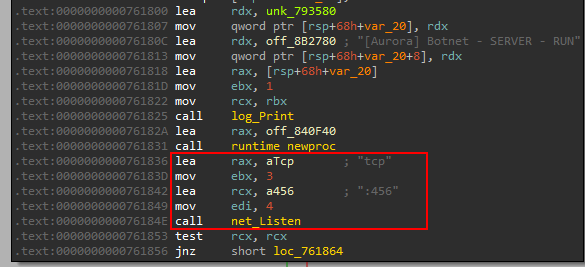 .text:0000000000761800 lea rdx, unk_793580
.text:0000000000761807 mov qword ptr [rsp+68h+var_20], rdx
.text:000000000076180C lea rdx, off_8B2780 ; "[Aurora] Botnet - SERVER - RUN"
.text:0000000000761813 mov qword ptr [rsp+68h+var_20+8], rdx
.text:0000000000761818 lea rax, [rsp+68h+var_20]
.text:000000000076181D mov ebx, 1
.text:0000000000761822 mov rcx, rbx
.text:0000000000761825 call log_Print
.text:000000000076182A lea rax, off_840F40
.text:0000000000761831 call runtime newproc
.text:0000000000761836 lea rax, aTcp ; "tcp"
.text:000000000076183D mov ebx, 3
.text:0000000000761842 lea rcx, a456 ; ":456"
.text:0000000000761849 mov edi, 4
.text:000000000076184E call net_Listen
.text:0000000000761853 test rcx, rcx
.text:0000000000761856 jnz short loc_761864